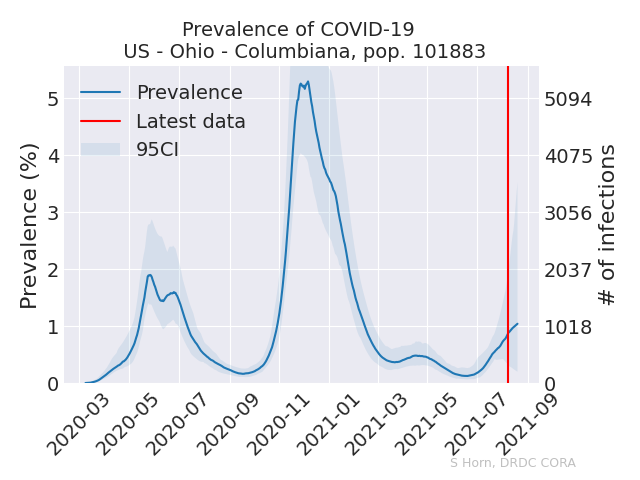 Prevalence of COVID-19
US - Ohio - Columbiana, pop. 101883
Prevalence
Latest data
95CI
Prevalence (%)
5
4
3
2
1
0
5094
4075
3056
2037
1018
0
# of infections
2020-03
2020-05
2020-07
2020-09
2020-11
2021-01
2021-03
2021-05
2021-07
2021-09
S Horn, DRDC CORA